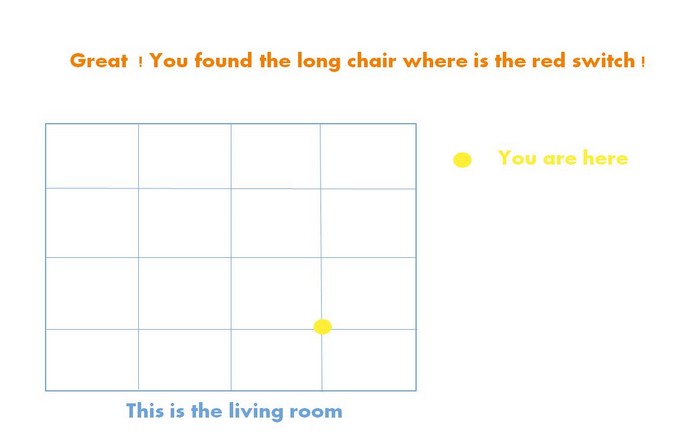 Great ! You found the long chair where is the red switch !
You are here
This is the living room